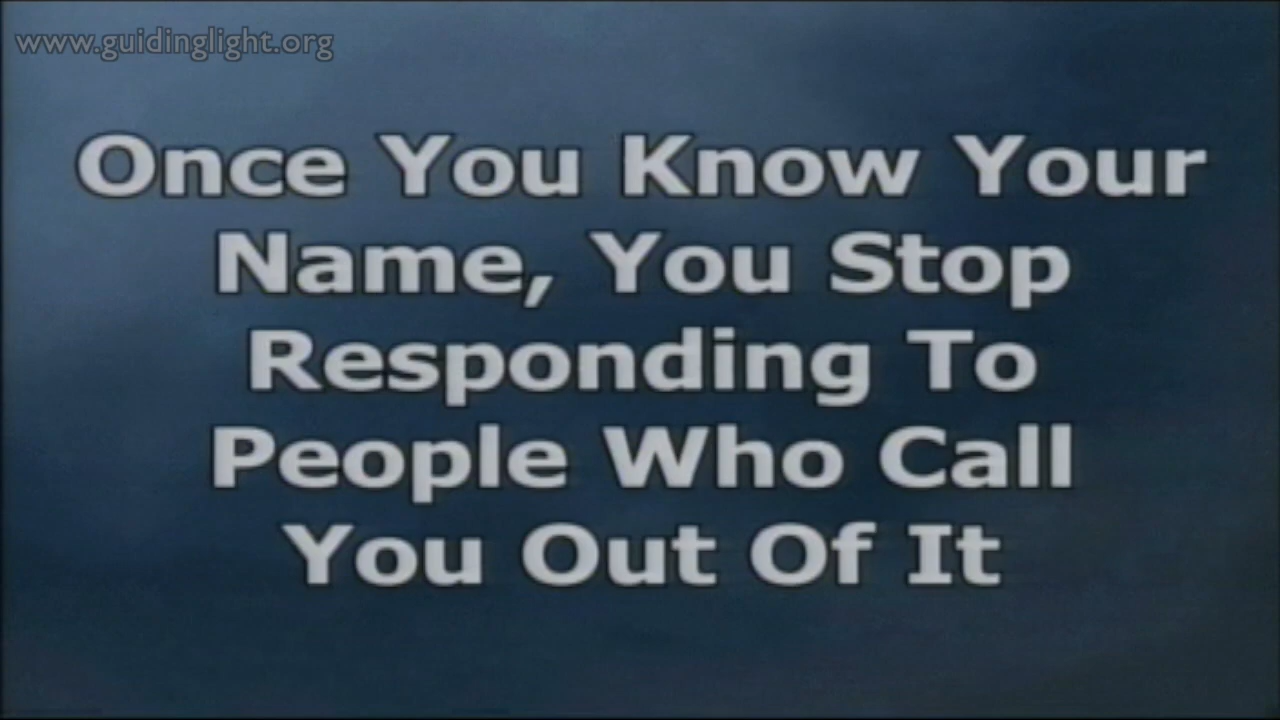 www.guidinglight.org
Once You Know Your
Name, You Stop
Responding To
People Who Call
You Out Of It